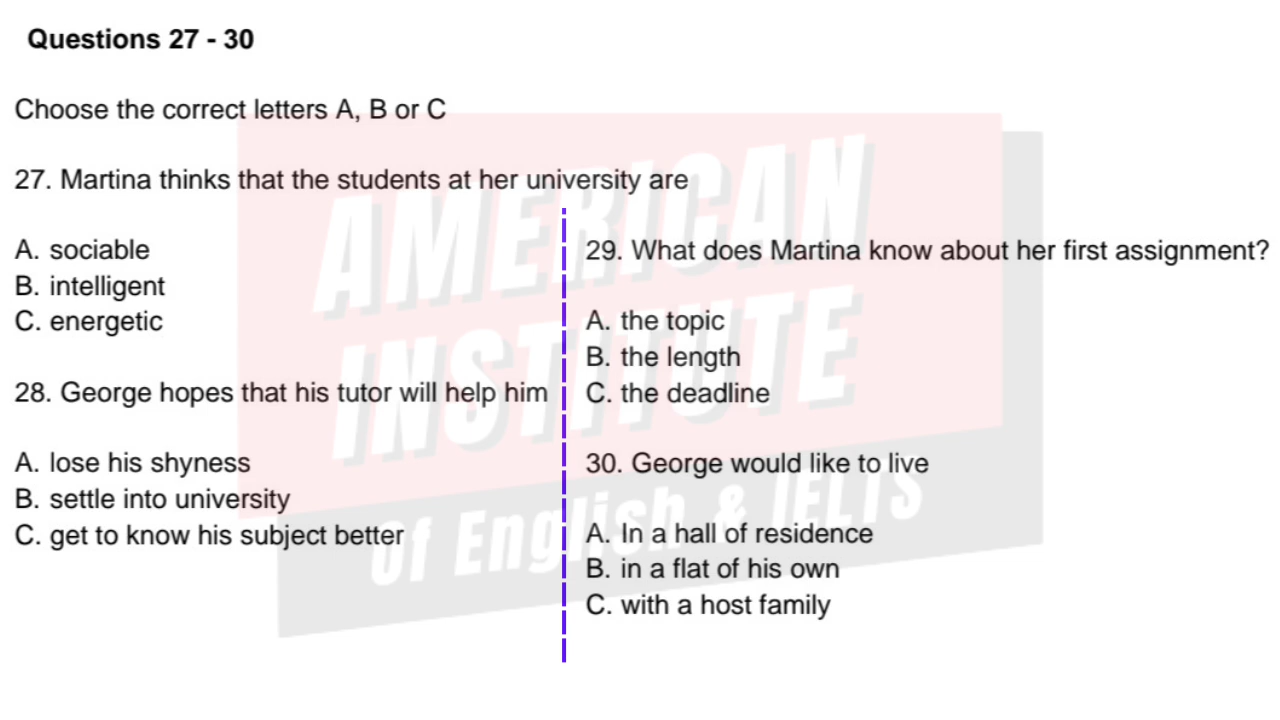 Questions 27 - 30
Choose the correct letters A, B or C
27. Martina thinks that the students at her university are
A. sociable
B. intelligent
C. energetic
28. George hopes that his tutor will help him
A. lose his shyness
B. settle into university
C. get to know his subject better
29. What does Martina know about her first assignment?
A. the topic
B. the length
C. the deadline
30. George would like to live
A. In a hall of residence
B. in a flat of his own
C. with a host family
AMERICAN
INSTITUTE
Of English & IELTS